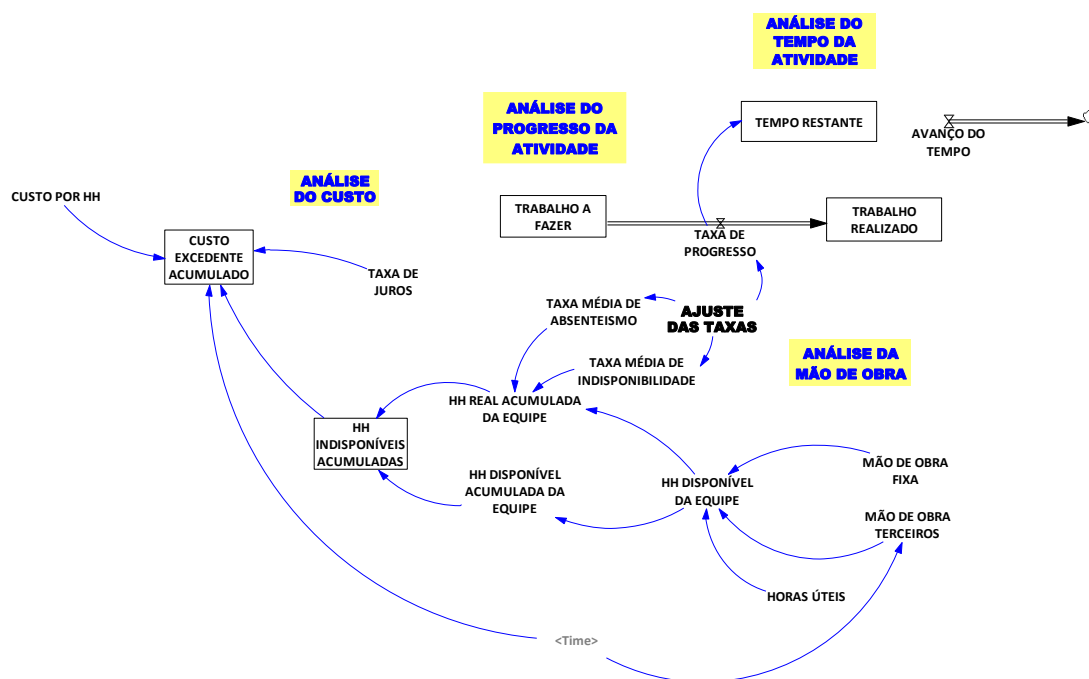 ANÁLISE DO
TEMPO DA
ATIVIDADE
ANÁLISE DO
PROGRESSO DA
ATIVIDADE
TEMPO RESTANTE
AVANÇO DO
TEMPO
ANÁLISE
DO CUSTO
CUSTO POR HH
TRABALHO A
FAZER
TRABALHO
REALIZADO
TAXA DE
PROGRESSO
CUSTO
EXCEDENTE
ACUMULADO
TAXA DE
JUROS
TAXA MÉDIA DE
ABSENTEISMO
AJUSTE
DAS TAXAS
TAXA MÉDIA DE
INDISPONIBILIDADE
ANÁLISE DA
MÃO DE OBRA
HH REAL ACUMULADA
DA EQUIPE
HH
INDISPONÍVEIS
ACUMULADAS
HH DISPONÍVEL
ACUMULADA DA
EQUIPE
HH DISPONÍVEL
DA EQUIPE
MÃO DE OBRA
FIXA
MÃO DE OBRA
TERCEIROS
HORAS ÚTEIS
<Time>